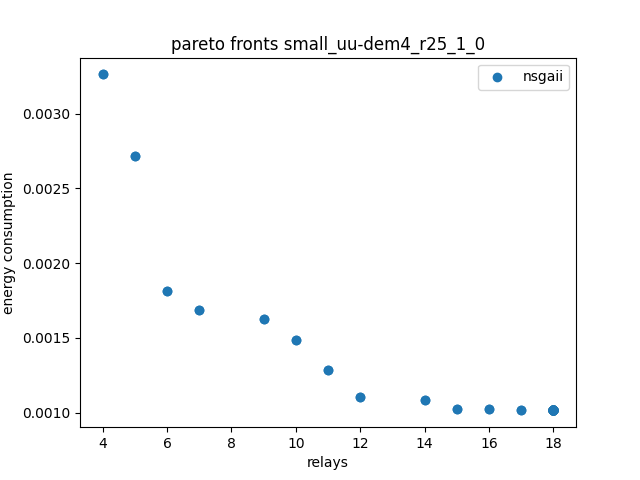 pareto fronts small_uu-dem4_r25_1_0
nsgaii
0.0030
0.0025
0.0020
0.0015
0.0010
energy consumption
4 6 8 10 12 14 16 18
relays